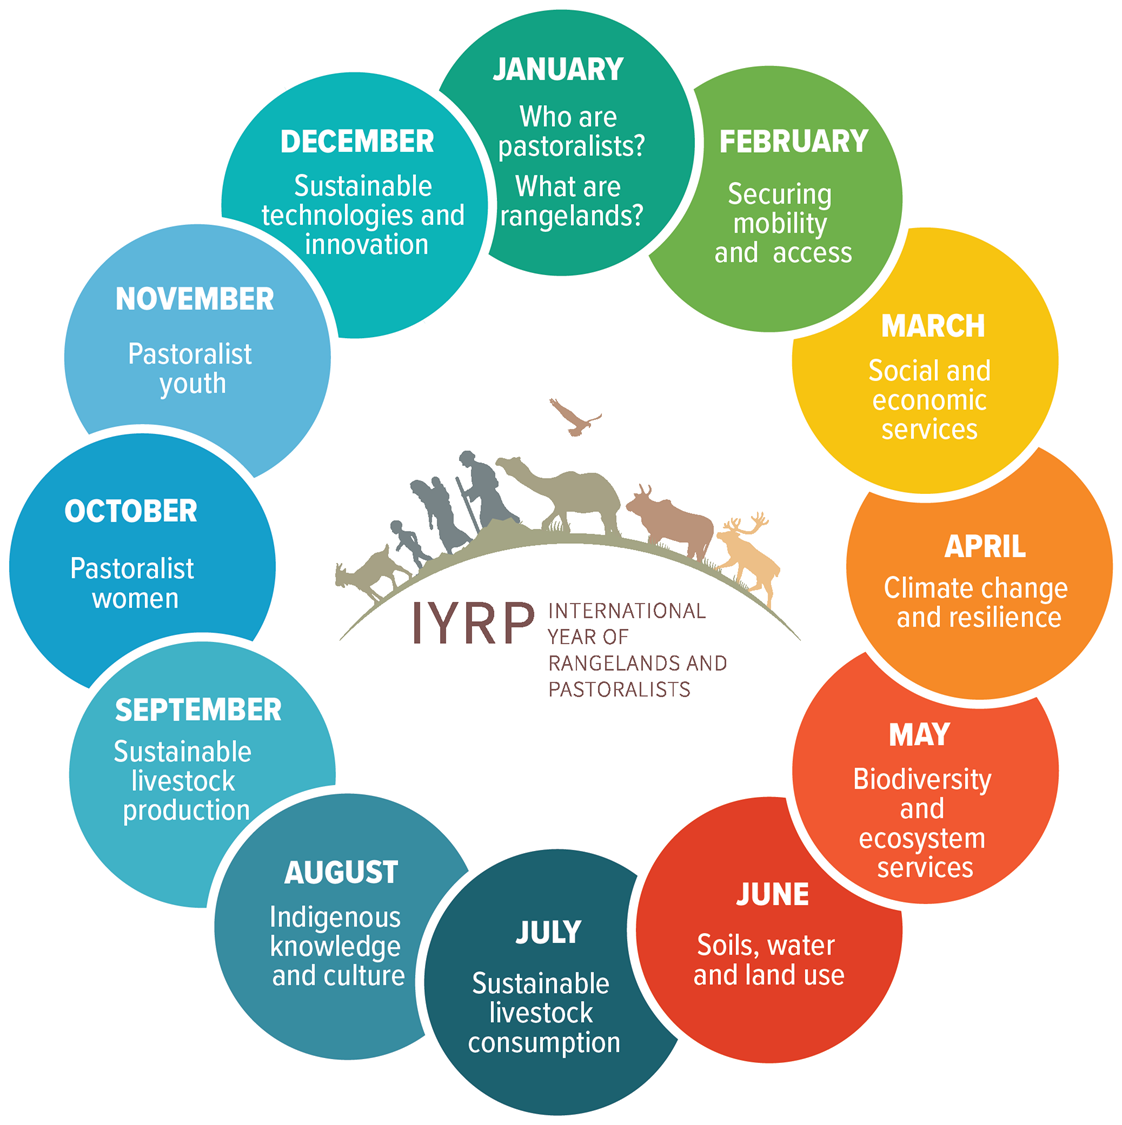 JANUARY
Who are
pastoralists?
What are
rangelands?
FEBRUARY
Securing
mobility
and access
MARCH
Social and
economic
services
APRIL
Climate change
and resilience
MAY
Biodiversity
and
ecosystem
services
JUNE
Soils, water
and land use
JULY
Sustainable
livestock
consumption
AUGUST
Indigenous
knowledge
and culture
SEPTEMBER
Sustainable
livestock
production
OCTOBER
Pastoralist
women
NOVEMBER
Pastoralist
youth
DECEMBER
Sustainable
technologies and
innovation
IYRP
INTERNATIONAL
YEAR OF
RANGELANDS AND
PASTORALISTS